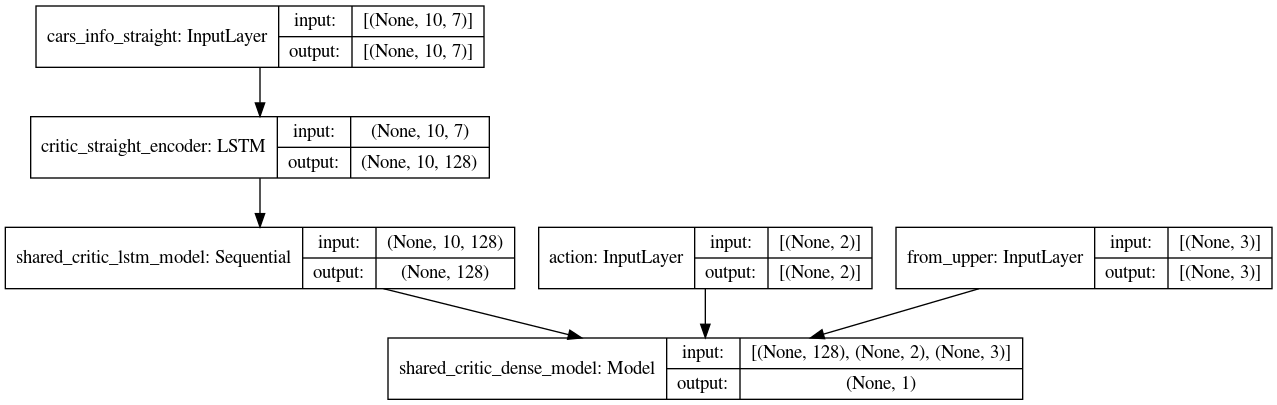 cars_info_straight: InputLayer
input: [(None, 10, 7)]
output: [(None, 10, 7)]
critic_straight_encoder: LSTM
input: (None, 10, 7)
output: (None, 10, 128)
shared_critic_lstm_model: Sequential
input: (None, 10, 128)
output: (None, 128)
action: InputLayer
input: [(None, 2)]
output: [(None, 2)]
from_upper: InputLayer
input: [(None, 3)]
output: [(None, 3)]
shared_critic_dense_model: Model
input: [(None, 128), (None, 2), (None, 3)]
output: (None, 1)